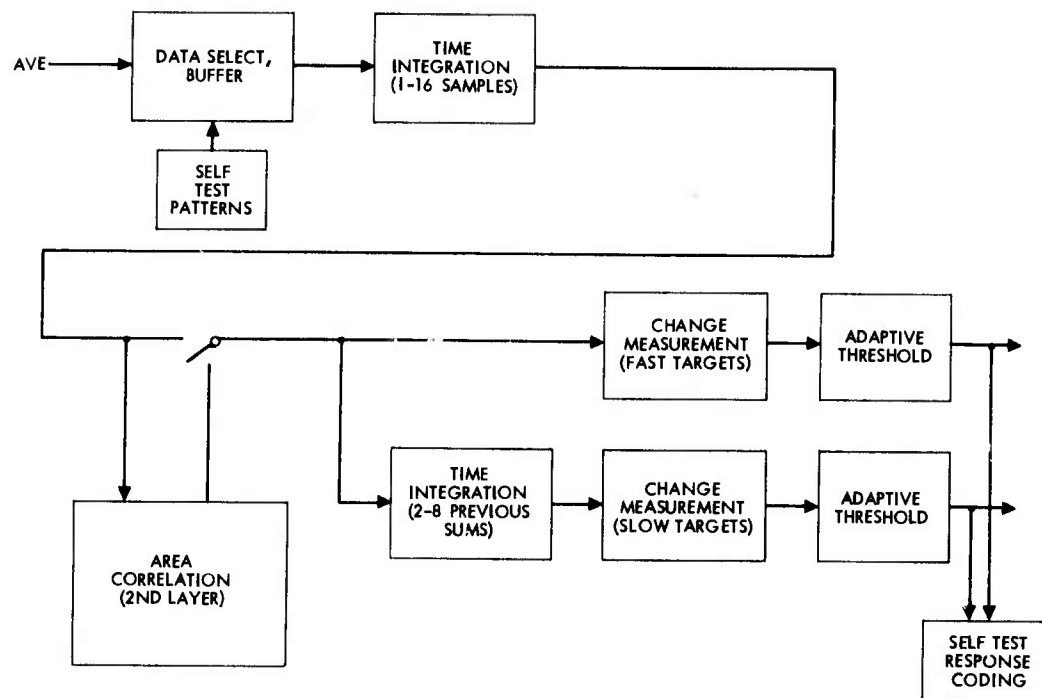 AVE
DATA SELECT,
BUFFER
TIME
INTEGRATION
(1-16 SAMPLES)
SELF
TEST
PATTERNS
CHANGE
MEASUREMENT
(FAST TARGETS)
ADAPTIVE
THRESHOLD
TIME
INTEGRATION
(2-8 PREVIOUS
SUMS)
CHANGE
MEASUREMENT
(SLOW TARGETS)
ADAPTIVE
THRESHOLD
AREA
CORRELATION
(2ND LAYER)
SELF TEST
RESPONSE
CODING